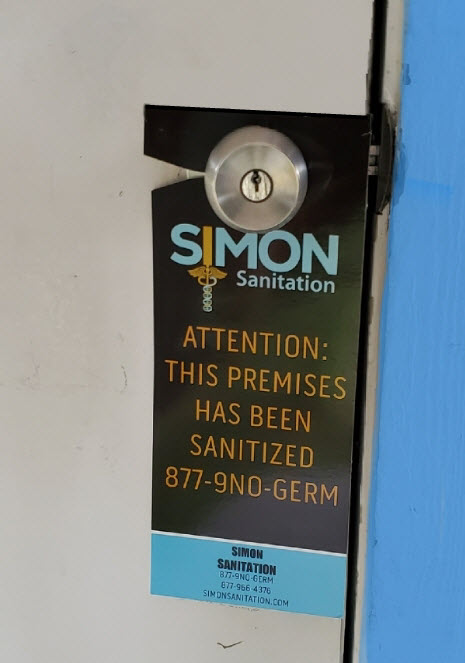 SIMON
Sanitation
ATTENTION:
THIS PREMISES
HAS BEEN
SANITIZED
877-9NO-GERM
SIMON
SANITATION
877-9NO-GERM
877-966-4376
SIMONSANITATION.COM